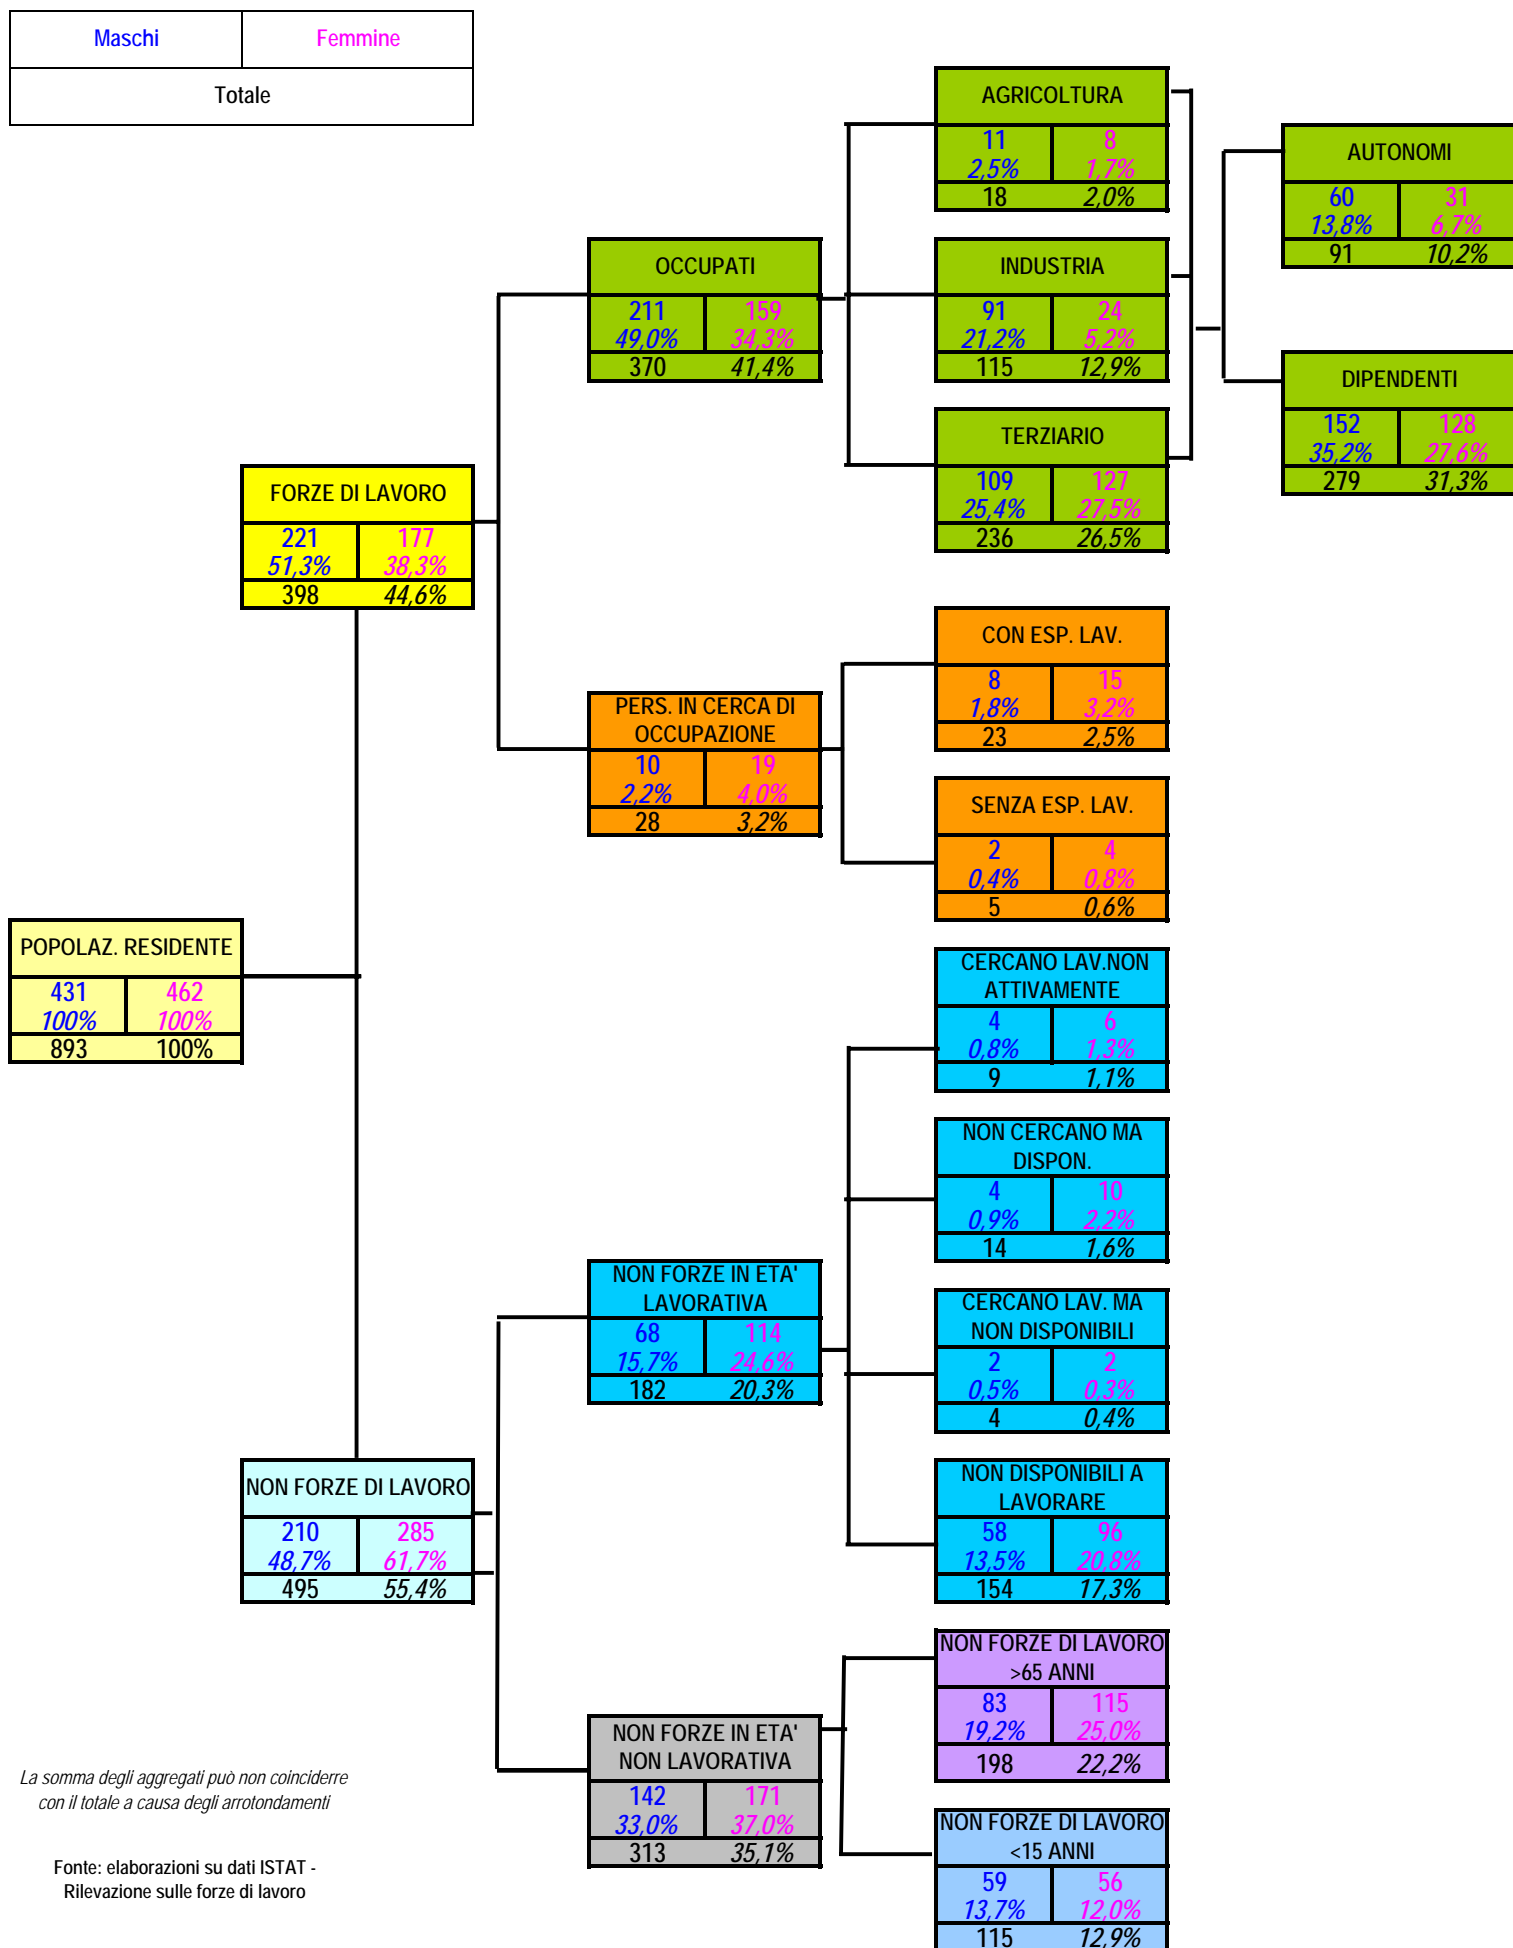 Maschi Femmine
Totale
AGRICOLTURA
11 8
2,5% 1,7%
18 2,0%
AUTONOMI
60 31
13,8% 6,7%
91 10,2%
OCCUPATI
211 159
49,0% 34,3%
370 41,4%
INDUSTRIA
91 24
21,2% 5,2%
115 12,9%
DIPENDENTI
152 128
35,2% 27,6%
279 31,3%
TERZIARIO
109 127
25,4% 27,5%
236 26,5%
FORZE DI LAVORO
221 177
51,3% 38,3%
398 44,6%
CON ESP. LAV.
8 15
1,8% 3,2%
23 2,5%
PERS. IN CERCA DI
OCCUPAZIONE
10 19
2,2% 4,0%
28 3,2%
SENZA ESP. LAV.
2 4
0,4% 0,8%
5 0,6%
POPOLAZ. RESIDENTE
431 462
100% 100%
893 100%
CERCANO LAV.NON
ATTIVAMENTE
4 6
0,8% 1,3%
9 1,1%
NON CERCANO MA
DISPON.
4 10
0,9% 2,2%
14 1,6%
NON FORZE IN ETA'
LAVORATIVA
68 114
15,7% 24,6%
182 20,3%
CERCANO LAV. MA
NON DISPONIBILI
2 2
0,5% 0,3%
4 0,4%
NON FORZE DI LAVORO
210 285
48,7% 61,7%
495 55,4%
NON DISPONIBILI A
LAVORARE
58 96
13,5% 20,8%
154 17,3%
NON FORZE DI LAVORO
>65 ANNI
83 115
19,2% 25,0%
198 22,2%
NON FORZE IN ETA'
NON LAVORATIVA
142 171
33,0% 37,0%
313 35,1%
NON FORZE DI LAVORO
<15 ANNI
59 56
13,7% 12,0%
115 12,9%
La somma degli aggregati può non coinciderre
con il totale a causa degli arrotondamenti
Fonte: elaborazioni su dati ISTAT -
Rilevazione sulle forze di lavoro